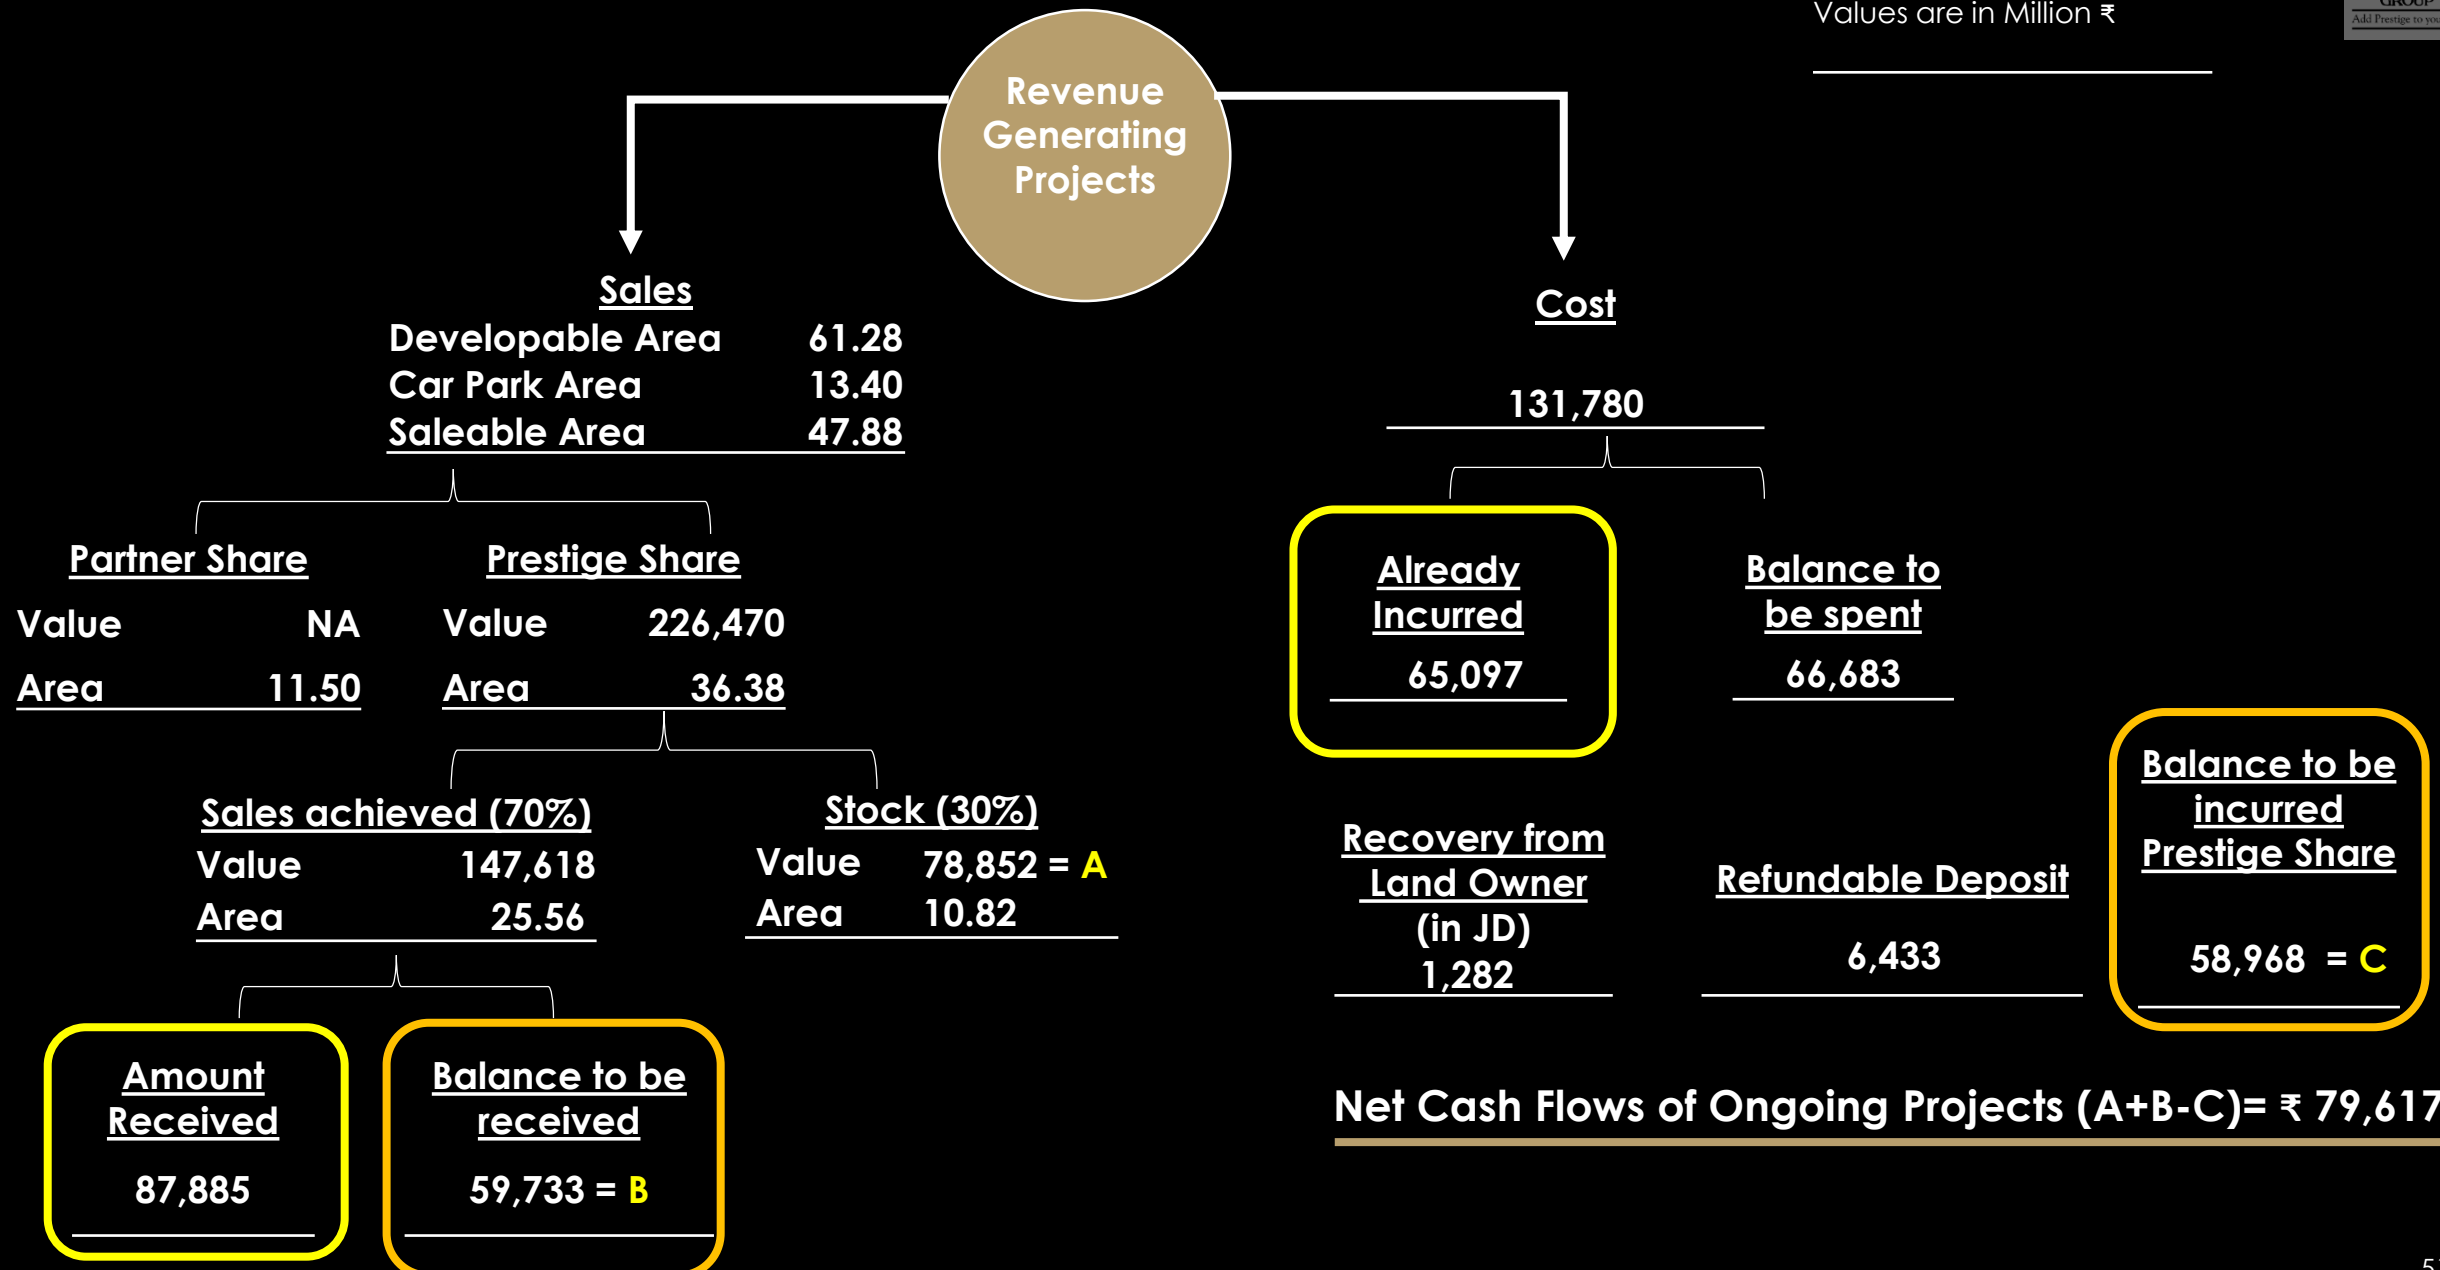 Values are in Million ₹
GROUP
Add Prestige to
Revenue
Generating
Projects
Sales
Developable Area 61.28
Car Park Area 13.40
Saleable Area 47.88
Partner Share
Value NA
Area 11.50
Prestige Share
Value 226,470
Area 36.38
Sales achieved (70%)
Value 147,618
Area 25.56
Stock (30%)
Value 78,852 = A
Area 10.82
Amount
Received
87,885
Balance to be
received
59,733 = B
Cost
131,780
Already
Incurred
65,097
Balance to
be spent
66,683
Recovery from
Land Owner
(in JD)
1,282
Refundable Deposit
6,433
Balance to be
incurred
Prestige Share
58,968 = C
Net Cash Flows of Ongoing Projects (A+B-C)= ₹ 79,617